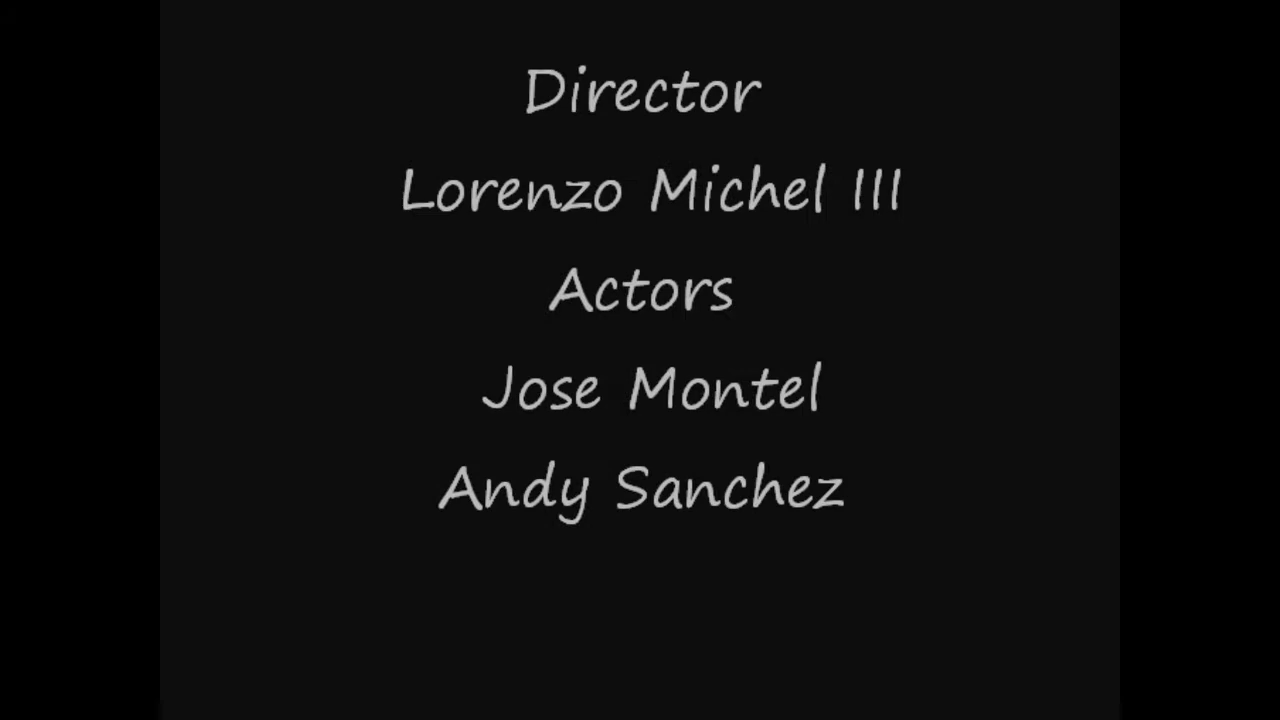 Director
Lorenzo Michel III
Actors
Jose Montel
Andy Sanchez